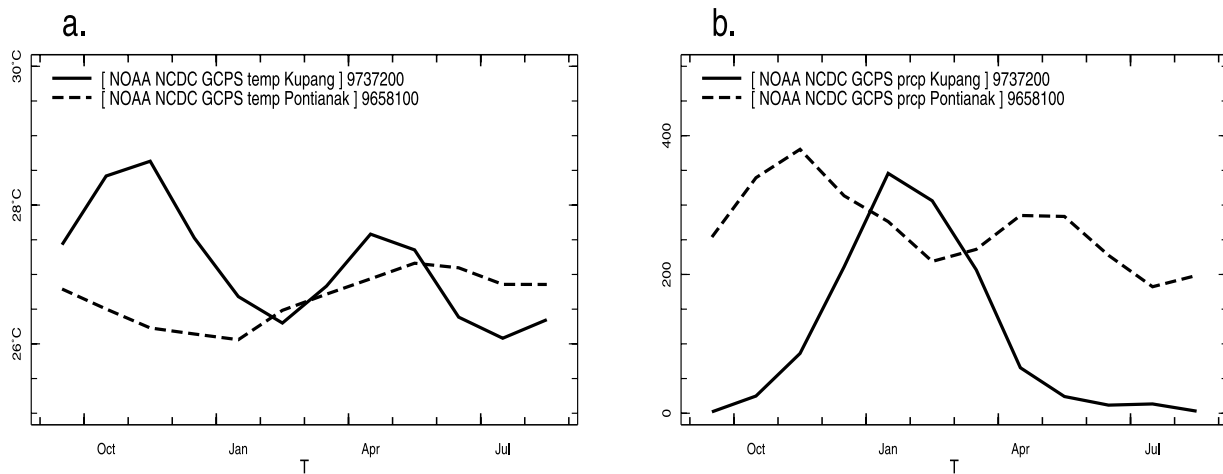 a.
[ NOAA NCDC GCPS temp Kupang ] 9737200
[ NOAA NCDC GCPS temp Pontianak ] 9658100
30°C
28°C
26°C
Oct Jan Apr Jul
T
b.
[ NOAA NCDC GCPS prcp Kupang ] 9737200
[ NOAA NCDC GCPS prcp Pontianak ] 9658100
400
200
0
Oct Jan Apr Jul
T